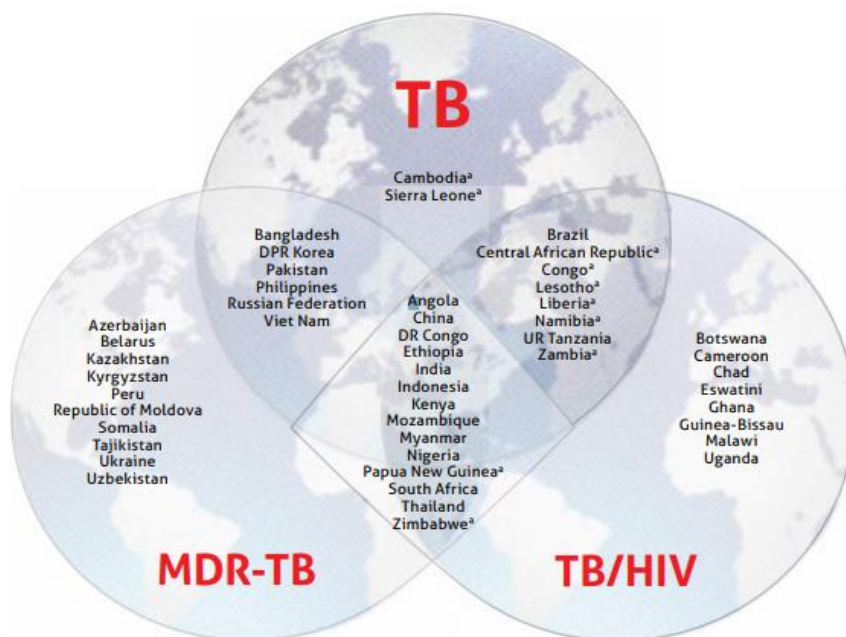 TB
Cambodiaᵃ
Sierra Leoneᵃ
Bangladesh
DPR Korea
Pakistan
Philippines
Russian Federation
Viet Nam
Brazil
Central African Republicᵃ
Congoᵃ
Lesothoᵃ
Liberiaᵃ
Namibiaᵃ
UR Tanzania
Zambiaᵃ
Angola
China
DR Congo
Ethiopia
India
Indonesia
Kenya
Mozambique
Myanmar
Nigeria
Papua New Guineaᵃ
South Africa
Thailand
Zimbabweᵃ
Azerbaijan
Belarus
Kazakhstan
Kyrgyzstan
Peru
Republic of Moldova
Somalia
Tajikistan
Ukraine
Uzbekistan
Botswana
Cameroon
Chad
Eswatini
Ghana
Guinea-Bissau
Malawi
Uganda
MDR-TB
TB/HIV